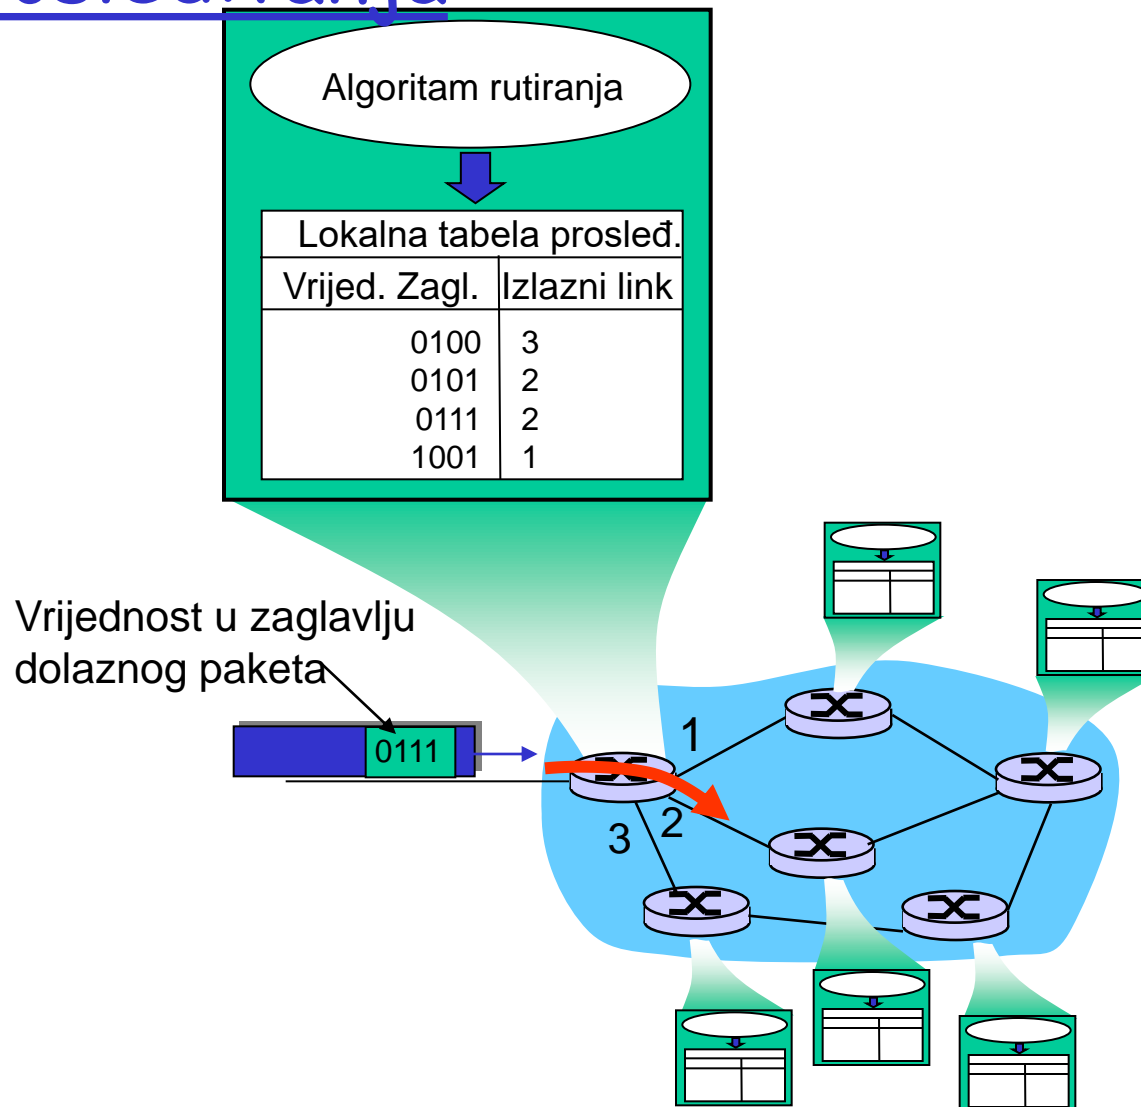 Algoritam rutiranja
Lokalna tabela prosleđ.
Vrijed. Zagl. Izlazni link
0100 3
0101 2
0111 2
1001 1
Vrijednost u zaglavlju
dolaznog paketa
0111
1
2
3